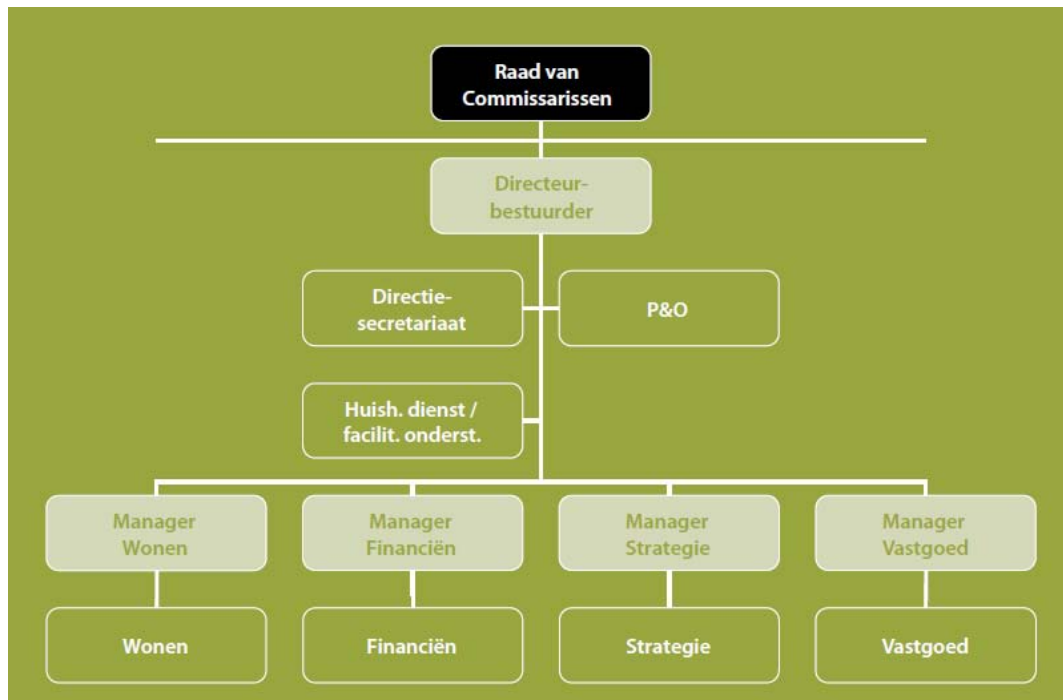 Raad van
Commissarissen
Directeur-
bestuurder
Directie-
secretariaat
P&O
Huish. dienst /
facilit. onderst.
Manager
Wonen
Manager
Financiën
Manager
Strategie
Manager
Vastgoed
Wonen
Financiën
Strategie
Vastgoed